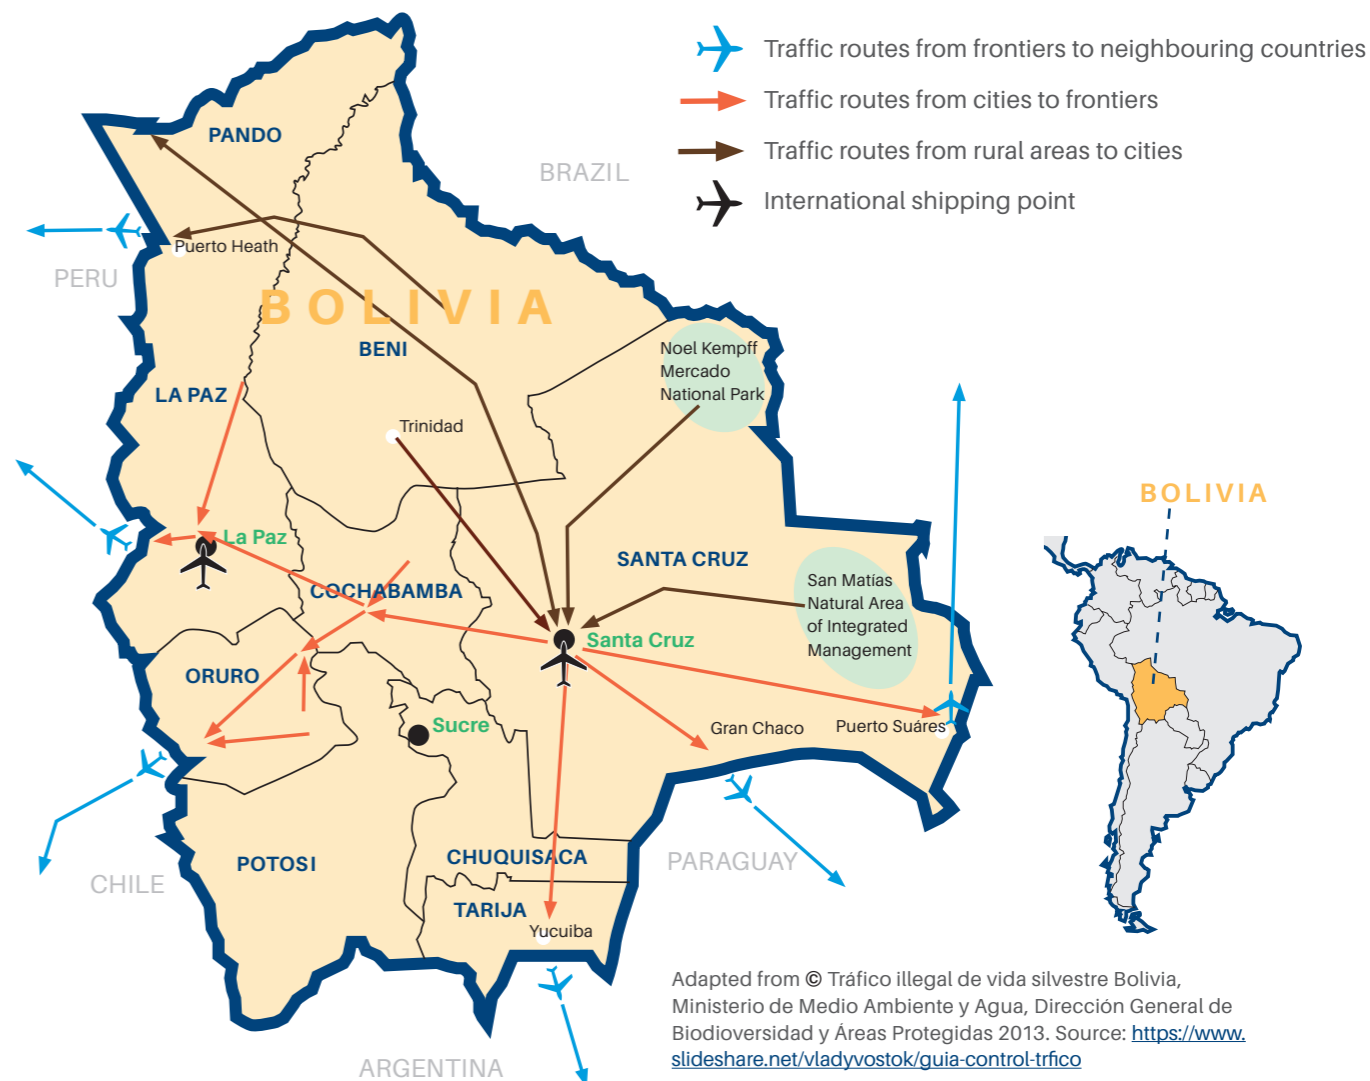 Traffic routes from frontiers to neighbouring countries
Traffic routes from cities to frontiers
Traffic routes from rural areas to cities
International shipping point
PANDO
BRAZIL
Puerto Heath
PERU
BOLIVIA
BENI
Noel Kempff
Mercado
National Park
LA PAZ
Trinidad
BOLIVIA
La Paz
SANTA CRUZ
COCHABAMBA
San Matías
Natural Area
of Integrated
Management
Santa Cruz
ORURO
Sucre
Gran Chaco
Puerto Suáres
POTOSI
CHUQUISACA
PARAGUAY
CHILE
TARIJA
Yucuiba
ARGENTINA
Adapted from © Tráfico illegal de vida silvestre Bolivia,
Ministerio de Medio Ambiente y Agua, Dirección General de
Biodioversidad y Áreas Protegidas 2013. Source: https://www.
slideshare.net/vladyvostok/guia-control-trfico